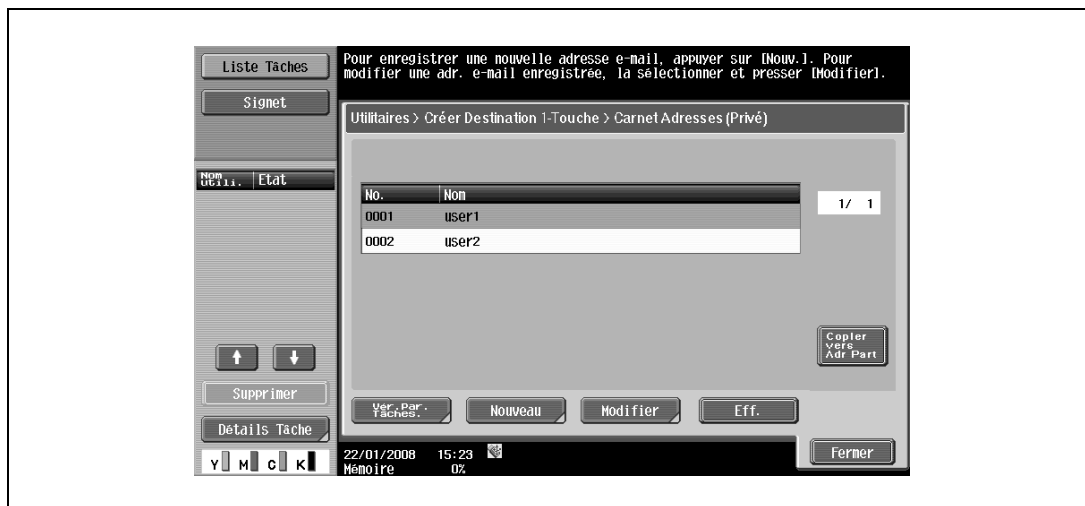 Liste Tâches
Signet
Nom
Utili.
Etat
Supprimer
Détails Tâche
Y M C K
Pour enregistrer une nouvelle adresse e-mail, appuyer sur [Nouv.]. Pour
modifier une adr. e-mail enregistrée, la sélectionner et presser [Modifier].
Utilitaires > Créer Destination 1-Touche > Carnet Adresses (Privé)
No. Nom
0001 user1
0002 user2
1/ 1
Copier
vers
Adr Part
Vér.Par.
Tâches.
Nouveau
Modifier
Eff.
22/01/2008 15:23
Mémoire 0%
Fermer